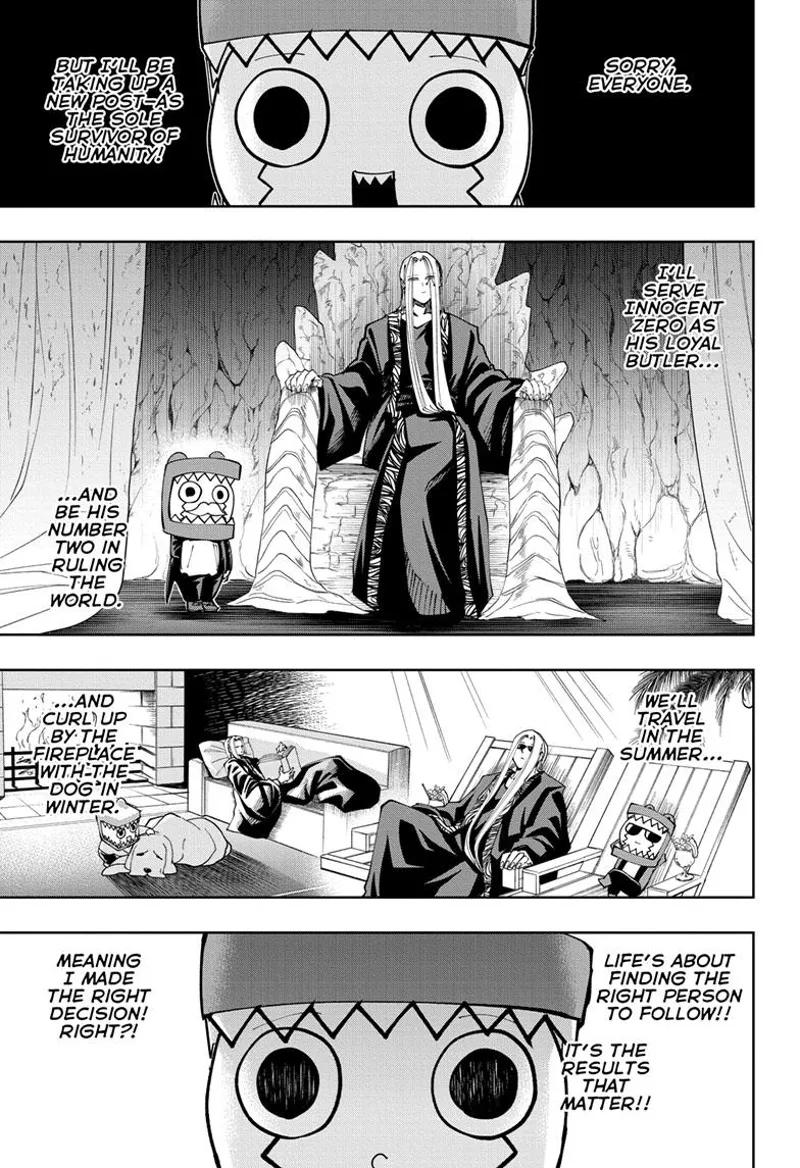 SORRY,
EVERYONE.
BUT I'LL BE
TAKING UP A
NEW POST–AS
THE SOLE
SURVIVOR OF
HUMANITY!
I'LL
SERVE
INNOCENT
ZERO AS
HIS LOYAL
BUTLER...
...AND
BE HIS
NUMBER
TWO IN
RULING
THE
WORLD.
WE'LL
TRAVEL
IN THE
SUMMER...
...AND
CURL UP
BY THE
FIREPLACE
WITH THE
DOG IN
WINTER.
LIFE'S ABOUT
FINDING THE
RIGHT PERSON
TO FOLLOW!!
IT'S THE
RESULTS
THAT
MATTER!!
MEANING
I MADE
THE RIGHT
DECISION!
RIGHT?!